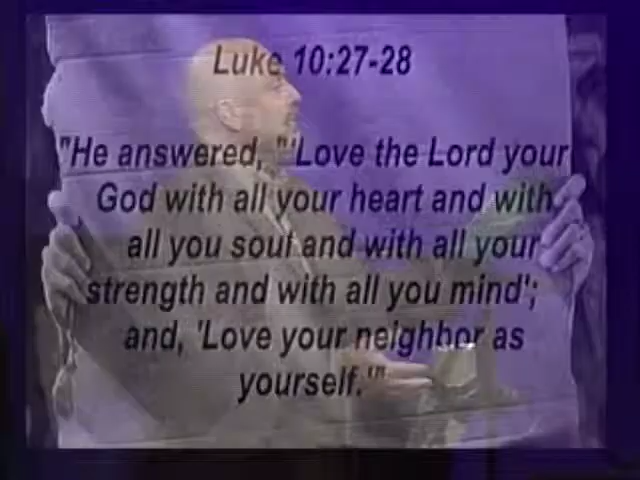 Luke 10:27-28
"He answered, "'Love the Lord your
God with all your heart and with
all you soul and with all your
strength and with all you mind';
and, 'Love your neighbor as
yourself.'"